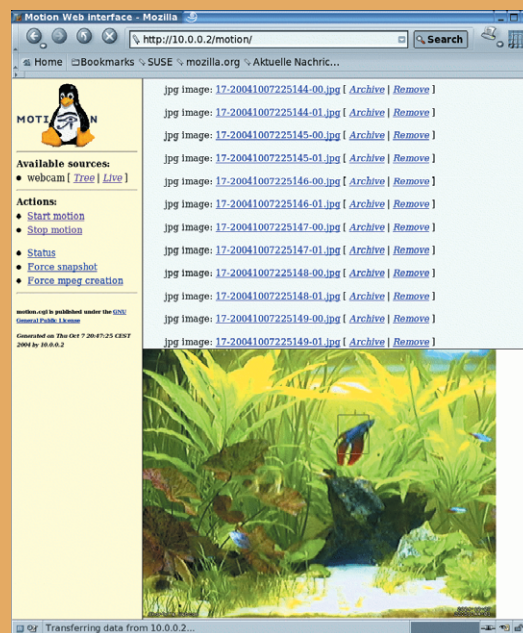 Motion Web Interface - Mozilla
http://10.0.0.2/motion/
Search
Home Bookmarks SUSE mozilla.org Aktuelle Nachric...
MOTI N
Available sources:
webcam [ Tree | Live ]
Actions:
Start motion
Stop motion
Status
Force snapshot
Force mpeg creation
motion.cgi is published under the GNU
General Public License
Generated on Thu Oct 7 20:47:25 CEST
2004 by 10.0.0.2
jpg image: 17-20041007225144-00.jpg [ Archive | Remove ]
jpg image: 17-20041007225144-01.jpg [ Archive | Remove ]
jpg image: 17-20041007225145-00.jpg [ Archive | Remove ]
jpg image: 17-20041007225145-01.jpg [ Archive | Remove ]
jpg image: 17-20041007225146-00.jpg [ Archive | Remove ]
jpg image: 17-20041007225146-01.jpg [ Archive | Remove ]
jpg image: 17-20041007225147-00.jpg [ Archive | Remove ]
jpg image: 17-20041007225147-01.jpg [ Archive | Remove ]
jpg image: 17-20041007225148-00.jpg [ Archive | Remove ]
jpg image: 17-20041007225148-01.jpg [ Archive | Remove ]
jpg image: 17-20041007225149-00.jpg [ Archive | Remove ]
jpg image: 17-20041007225149-01.jpg [ Archive | Remove ]
Transferring data from 10.0.0.2...